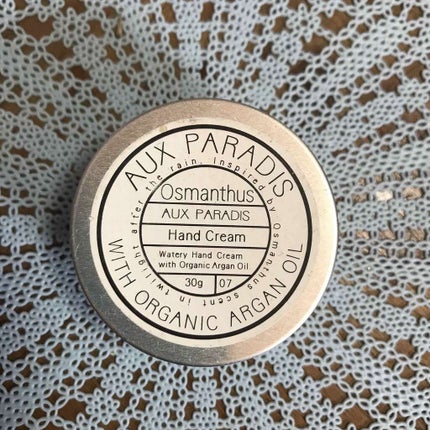 AUX PARADIS
WITH ORGANIC ARGAN OIL
inspired by Osmanthus scent in twilight after the rain,
Osmanthus
AUX PARADIS
Hand Cream
Watery Hand Cream
with Organic Argan Oil
30g 07